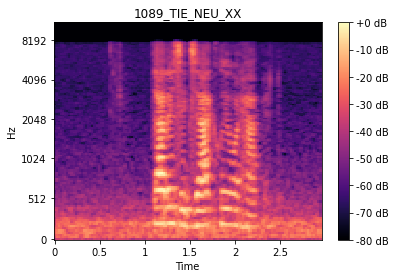 1089_TIE_NEU_XX
Hz
8192
4096
2048
1024
512
0
0 0.5 1 1.5 2 2.5
Time
+0 dB
-10 dB
-20 dB
-30 dB
-40 dB
-50 dB
-60 dB
-70 dB
-80 dB